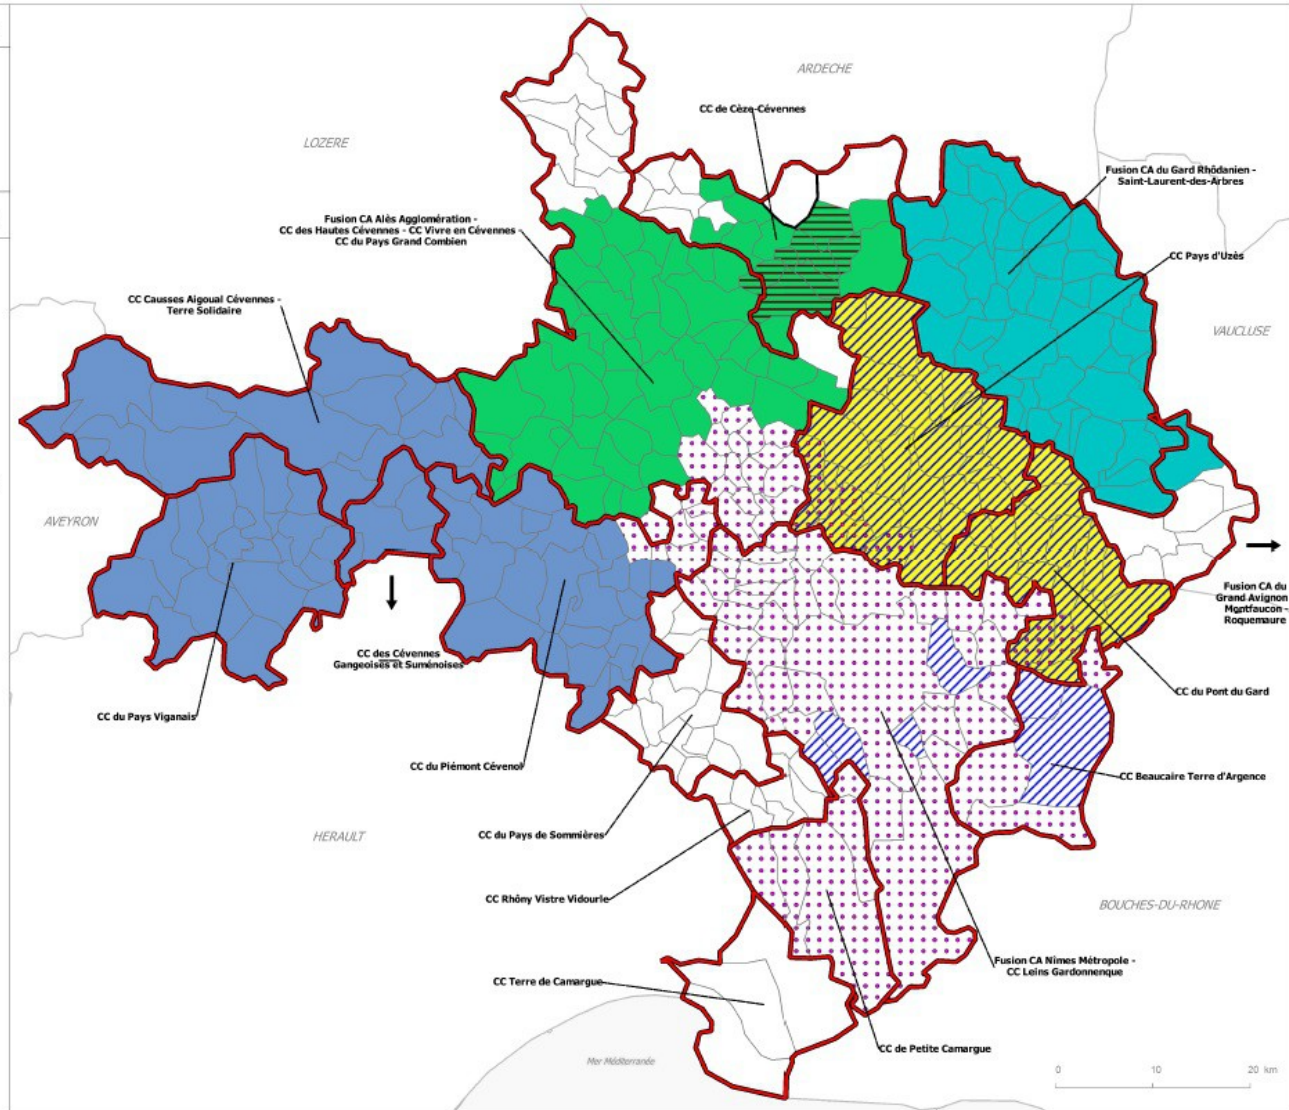 ARDECHE
CC de Cèze-Cévennes
LOZERE
Fusion CA du Gard Rhôdanien -
Saint-Laurent-des-Arbres
Fusion CA Alès Agglomération -
CC des Hautes Cévennes - CC Vivre en Cévennes
CC du Pays Grand Combien
CC Pays d'Uzès
CC Causses Aigoual Cévennes -
Terre Solidaire
VAUCLUSE
AVEYRON
Fusion CA du
Grand Avignon
Montfaucon -
Roquemaure
CC des Cévennes
Gangeoises et Suménoises
CC du Pont du Gard
CC du Pays Viganais
CC du Piémont Cévenol
CC Beaucaire Terre d'Argence
HERAULT
CC du Pays de Sommières
CC Rhôny Vistre Vidourle
BOUCHES-DU-RHONE
Fusion CA Nîmes Métropole -
CC Leins Gardonnenque
CC Terre de Camargue
CC de Petite Camargue
Mer Méditerranée
0 10 20 km